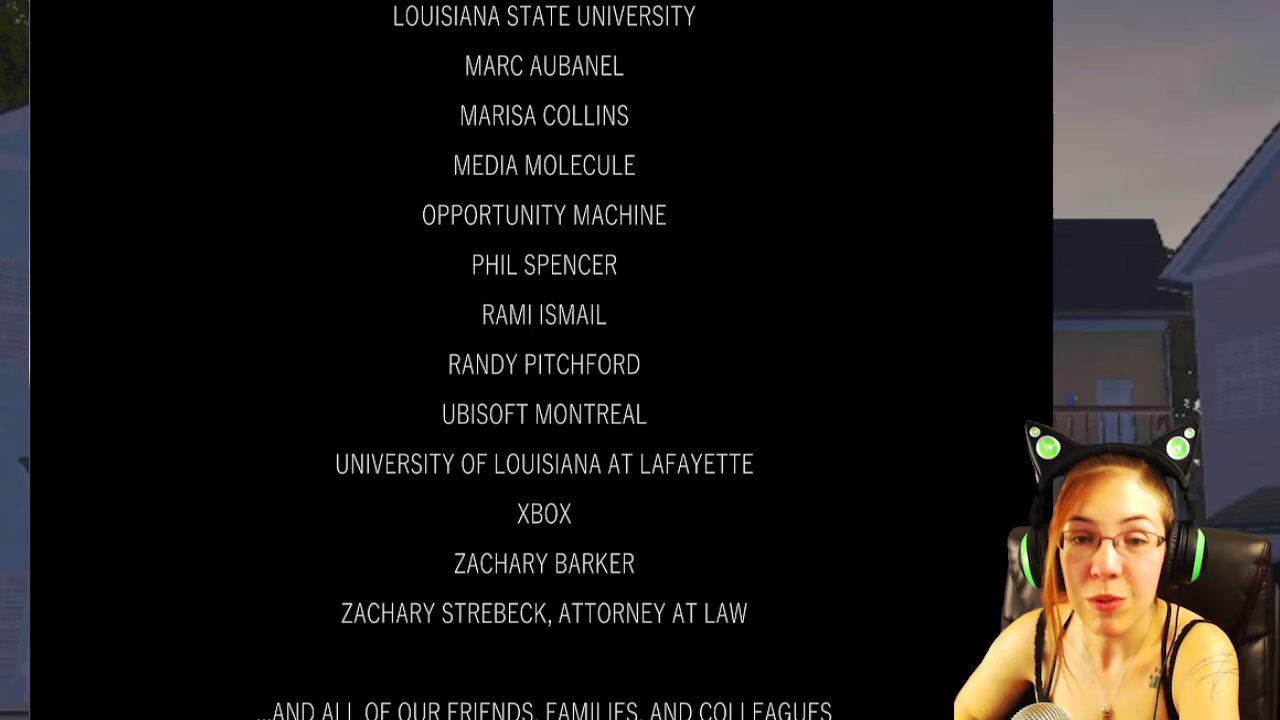 LOUISIANA STATE UNIVERSITY
MARC AUBANEL
MARISA COLLINS
MEDIA MOLECULE
OPPORTUNITY MACHINE
PHIL SPENCER
RAMI ISMAIL
RANDY PITCHFORD
UBISOFT MONTREAL
UNIVERSITY OF LOUISIANA AT LAFAYETTE
XBOX
ZACHARY BARKER
ZACHARY STREBECK, ATTORNEY AT LAW
...AND ALL OF OUR FRIENDS, FAMILIES, AND COLLEAGUES